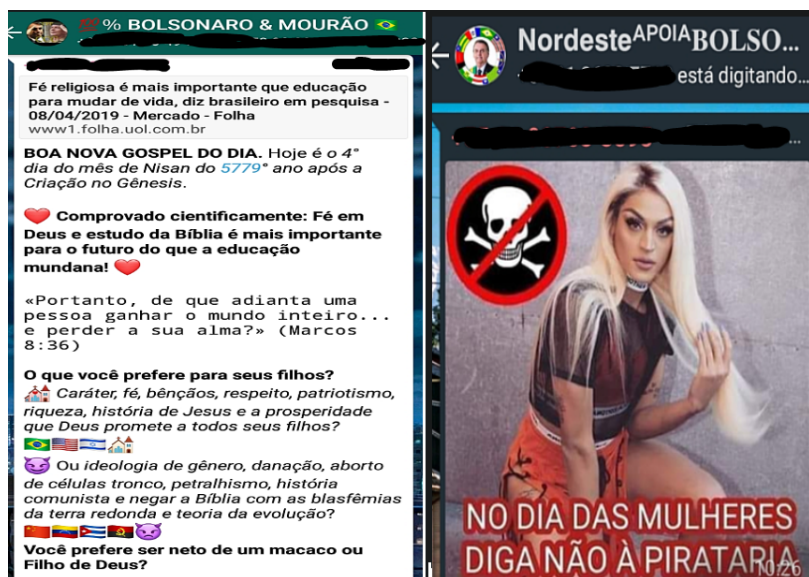 💯% BOLSONARO & MOURÃO 🇧🇷
Fé religiosa é mais importante que educação
para mudar de vida, diz brasileiro em pesquisa -
08/04/2019 - Mercado - Folha
www1.folha.uol.com.br
BOA NOVA GOSPEL DO DIA. Hoje é o 4°
dia do mês de Nisan do 5779° ano após a
Criação no Gênesis.
❤️ Comprovado cientificamente: Fé em
Deus e estudo da Bíblia é mais importante
para o futuro do que a educação
mundana! ❤️
«Portanto, de que adianta uma
pessoa ganhar o mundo inteiro...
e perder a sua alma?» (Marcos
8:36)
O que você prefere para seus filhos?
Caráter, fé, bênçãos, respeito, patriotismo,
riqueza, história de Jesus e a prosperidade
que Deus promete a todos seus filhos?
😈 Ou ideologia de gênero, danação, aborto
de células tronco, petralhismo, história
comunista e negar a Bíblia com as blasfêmias
da terra redonda e teoria da evolução?
Você prefere ser neto de um macaco ou
Filho de Deus?
Nordeste APOIA BOLSO...
está digitando...
NO DIA DAS MULHERES
DIGA NÃO À PIRATARIA
10:26